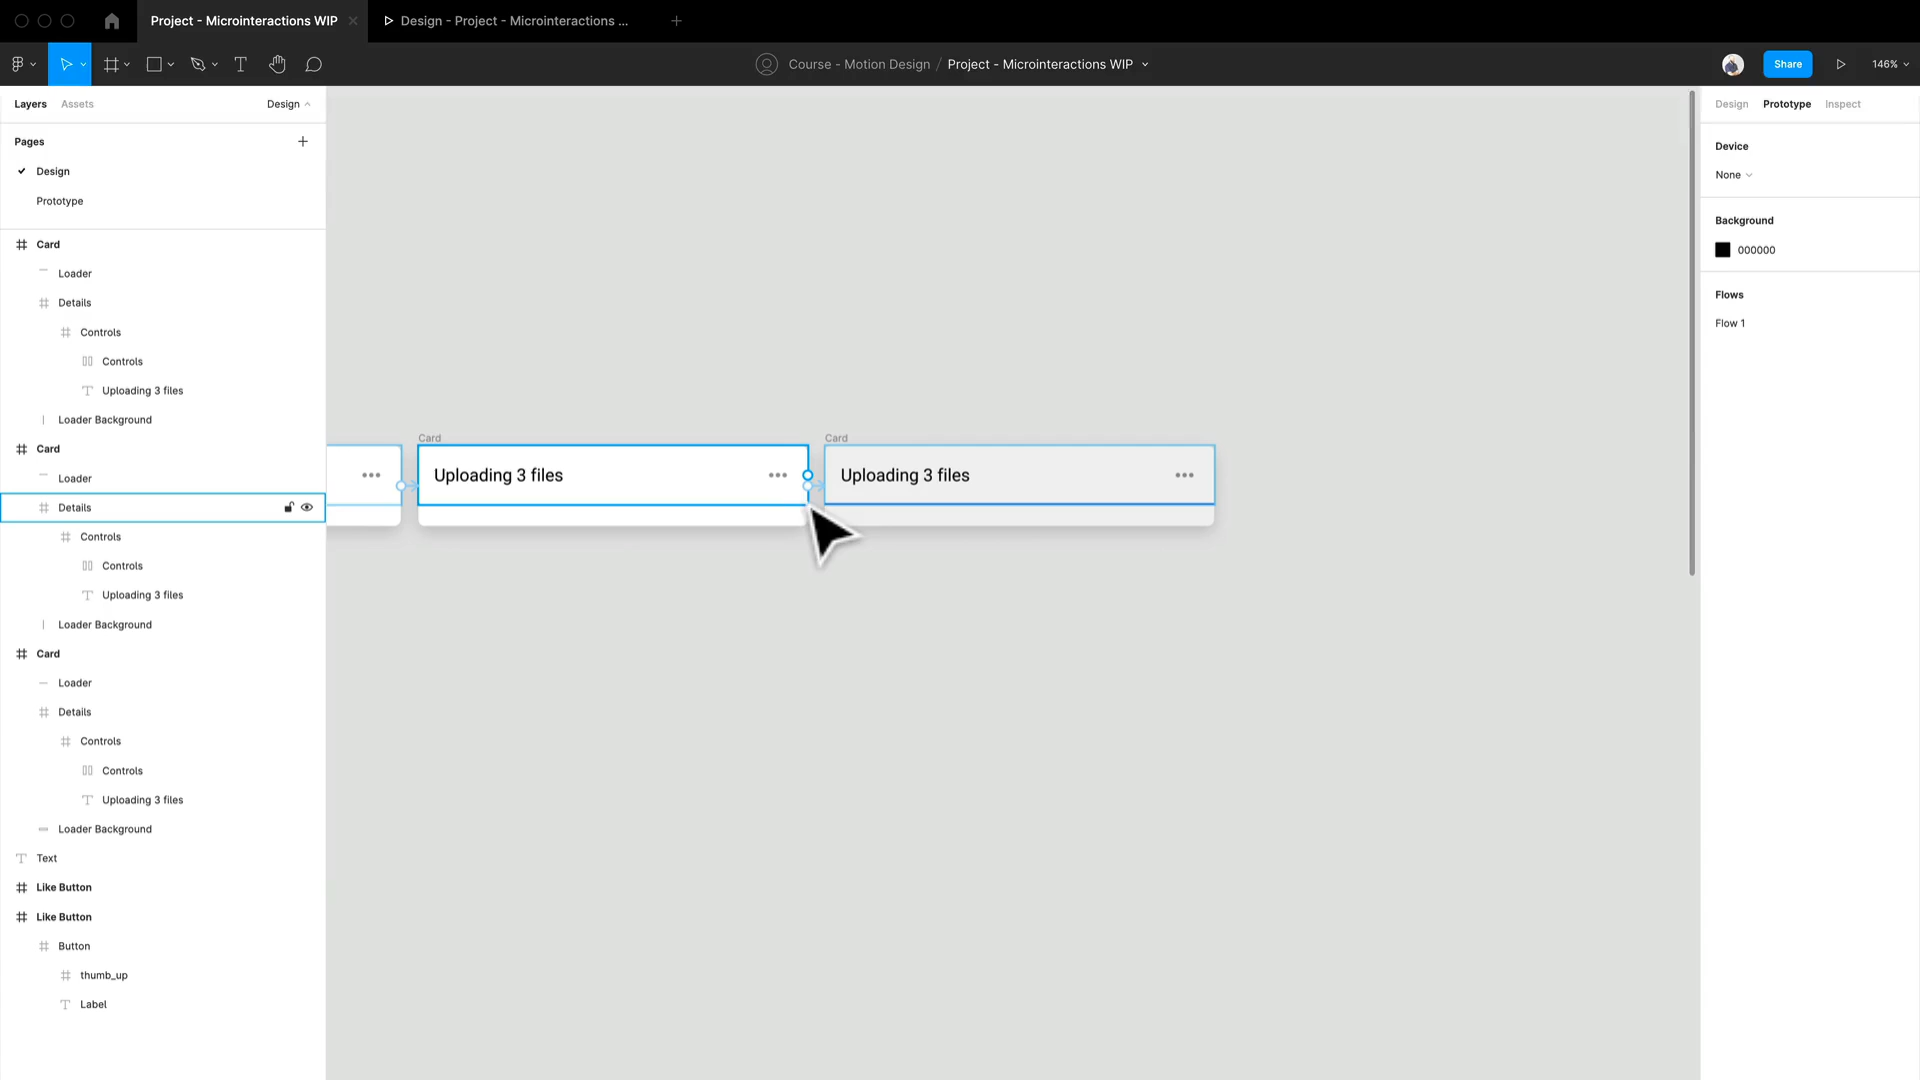 Project - Microinteractions WIP
Design - Project - Microinteractions ...
Course - Motion Design / Project - Microinteractions WIP
Share
146%
Layers
Assets
Design
Pages
Design
Prototype
Card
Loader
Details
Controls
Controls
Uploading 3 files
Loader Background
Card
Loader
Details
Controls
Controls
Uploading 3 files
Loader Background
Card
Loader
Details
Controls
Controls
Uploading 3 files
Loader Background
Text
Like Button
Like Button
Button
thumb_up
Label
Card
Uploading 3 files
Card
Uploading 3 files
Design
Prototype
Inspect
Device
None
Background
000000
Flows
Flow 1